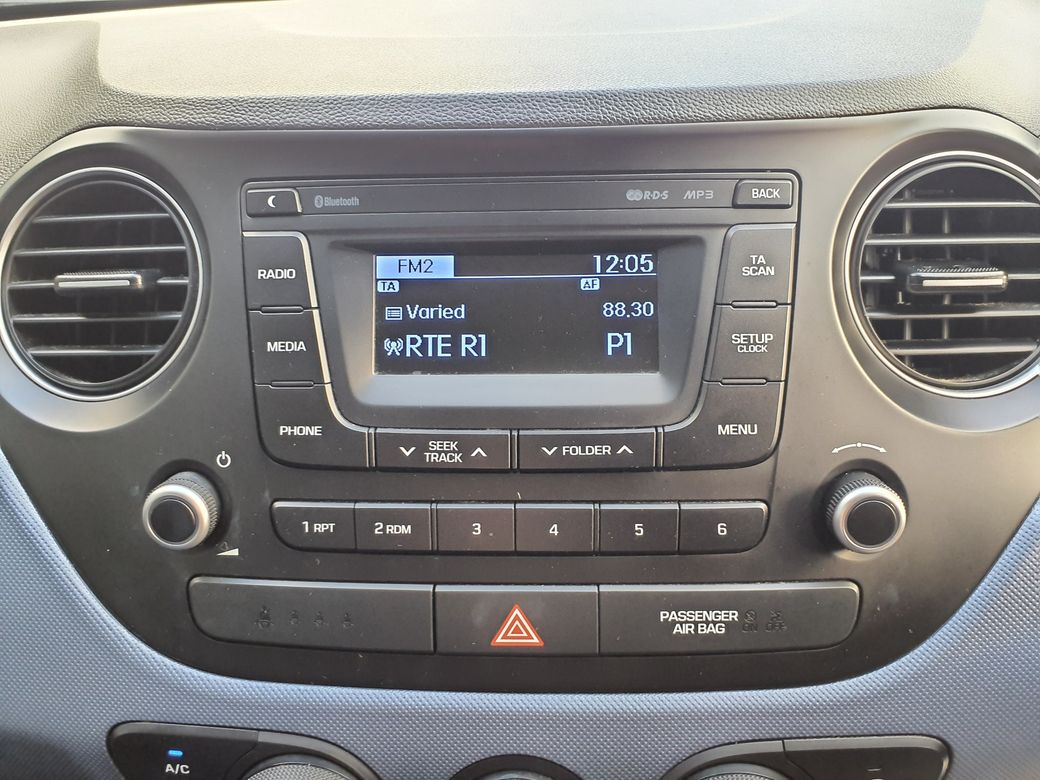 Bluetooth
R·D·S
MP3
BACK
RADIO
MEDIA
PHONE
FM2
12:05
TA
AF
Varied
88.30
RTE R1
P1
TA
SCAN
SETUP
CLOCK
MENU
SEEK
TRACK
FOLDER
1 RPT
2 RDM
3
4
5
6
PASSENGER
AIR BAG
ON
OFF
A/C